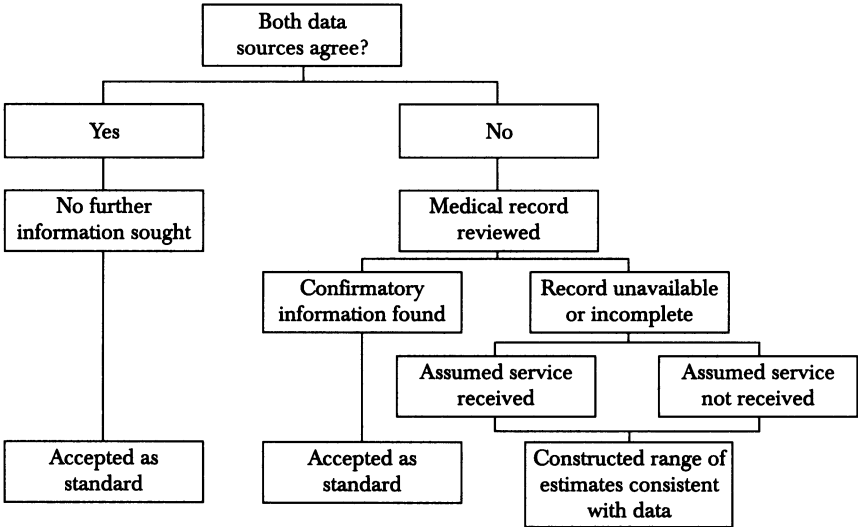 Both data
sources agree?
Yes
No
No further
information sought
Medical record
reviewed
Confirmatory
information found
Record unavailable
or incomplete
Assumed service
received
Assumed service
not received
Accepted as
standard
Accepted as
standard
Constructed range of
estimates consistent
with data